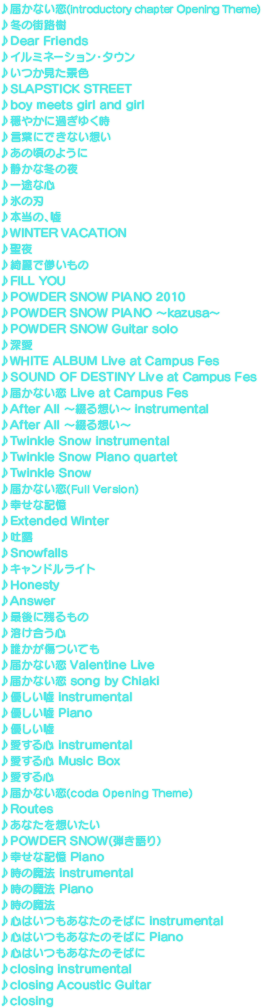 ♪届かない恋(introductory chapter Opening Theme)
♪冬の街路樹
♪Dear Friends
♪イルミネーション・タウン
♪いつか見た景色
♪SLAPSTICK STREET
♪boy meets girl and girl
♪穏やかに過ぎゆく時
♪言葉にできない想い
♪あの頃のように
♪静かな冬の夜
♪一途な心
♪氷の刃
♪本当の、嘘
♪WINTER VACATION
♪聖夜
♪綺麗で儚いもの
♪FILL YOU
♪POWDER SNOW PIANO 2010
♪POWDER SNOW PIANO ～kazusa～
♪POWDER SNOW Guitar solo
♪深愛
♪WHITE ALBUM Live at Campus Fes
♪SOUND OF DESTINY Live at Campus Fes
♪届かない恋 Live at Campus Fes
♪After All ～綴る想い～ instrumental
♪After All ～綴る想い～
♪Twinkle Snow instrumental
♪Twinkle Snow Piano quartet
♪Twinkle Snow
♪届かない恋(Full Version)
♪幸せな記憶
♪Extended Winter
♪吐露
♪Snowfalls
♪キャンドルライト
♪Honesty
♪Answer
♪最後に残るもの
♪溶け合う心
♪誰かが傷ついても
♪届かない恋 Valentine Live
♪届かない恋 song by Chiaki
♪優しい嘘 instrumental
♪優しい嘘 Piano
♪優しい嘘
♪愛する心 instrumental
♪愛する心 Music Box
♪愛する心
♪届かない恋(coda Opening Theme)
♪Routes
♪あなたを想いたい
♪POWDER SNOW(弾き語り)
♪幸せな記憶 Piano
♪時の魔法 instrumental
♪時の魔法 Piano
♪時の魔法
♪心はいつもあなたのそばに instrumental
♪心はいつもあなたのそばに Piano
♪心はいつもあなたのそばに
♪closing instrumental
♪closing Acoustic Guitar
♪closing